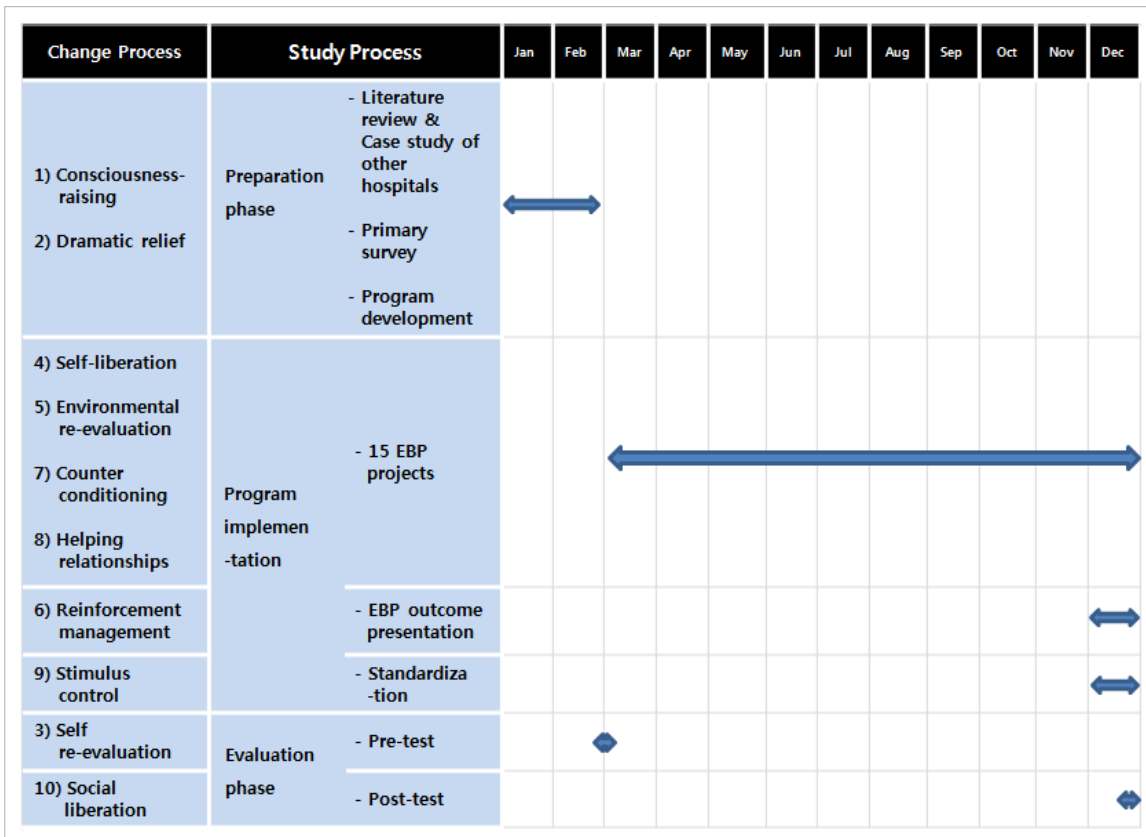 Change Process
Study Process
Jan
Feb
Mar
Apr
May
Jun
Jul
Aug
Sep
Oct
Nov
Dec
1) Consciousness-
raising
2) Dramatic relief
Preparation
phase
- Literature
review &
Case study of
other
hospitals
- Primary
survey
- Program
development
4) Self-liberation
5) Environmental
re-evaluation
7) Counter
conditioning
8) Helping
relationships
Program
implemen
-tation
- 15 EBP
projects
6) Reinforcement
management
- EBP outcome
presentation
9) Stimulus
control
- Standardiza
-tion
3) Self
re-evaluation
Evaluation
phase
- Pre-test
10) Social
liberation
- Post-test